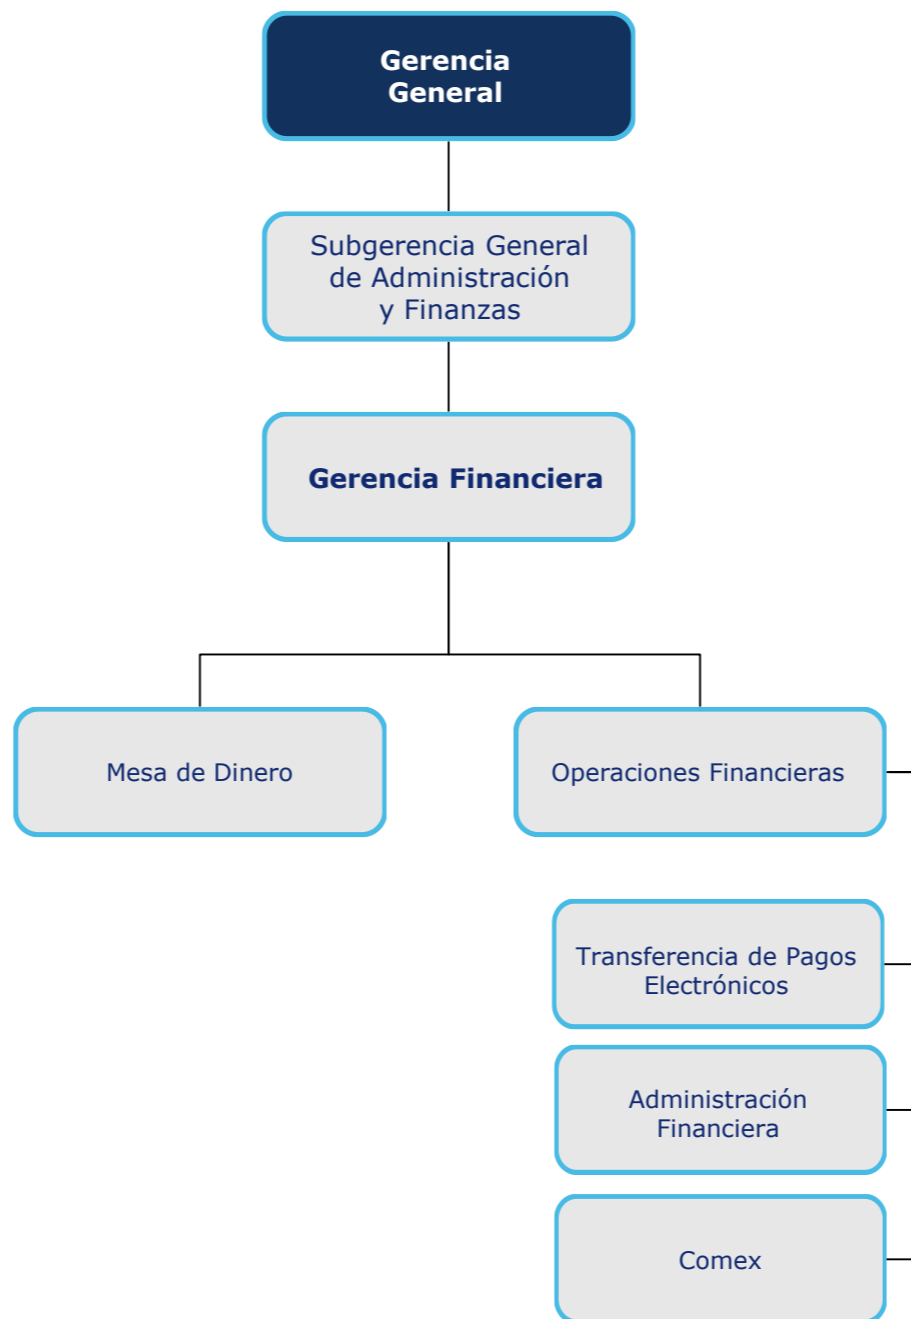 Gerencia
General
Subgerencia General
de Administración
y Finanzas
Gerencia Financiera
Mesa de Dinero
Operaciones Financieras
Transferencia de Pagos
Electrónicos
Administración
Financiera
Comex